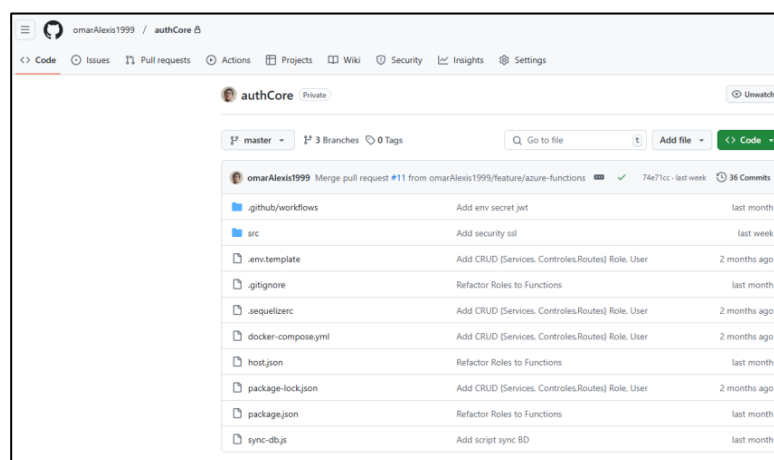 omarAlexis1999 / authCore
Code Issues Pull requests Actions Projects Wiki Security Insights Settings
authCore Private Unwatch
master 3 Branches 0 Tags Go to file t Add file Code
omarAlexis1999 Merge pull request #11 from omarAlexis1999/feature/azure-functions 74e71cc · last week 36 Commits
.github/workflows Add env secret jwt last month
src Add security ssl last week
.env.template Add CRUD (Services, Controles,Routes) Role, User 2 months ago
.gitignore Refactor Roles to Functions last month
.sequelizerc Add CRUD (Services, Controles,Routes) Role, User 2 months ago
docker-compose.yml Add CRUD (Services, Controles,Routes) Role, User 2 months ago
host.json Refactor Roles to Functions last month
package-lock.json Add CRUD (Services, Controles,Routes) Role, User 2 months ago
package.json Refactor Roles to Functions last month
sync-db.js Add script sync BD last month